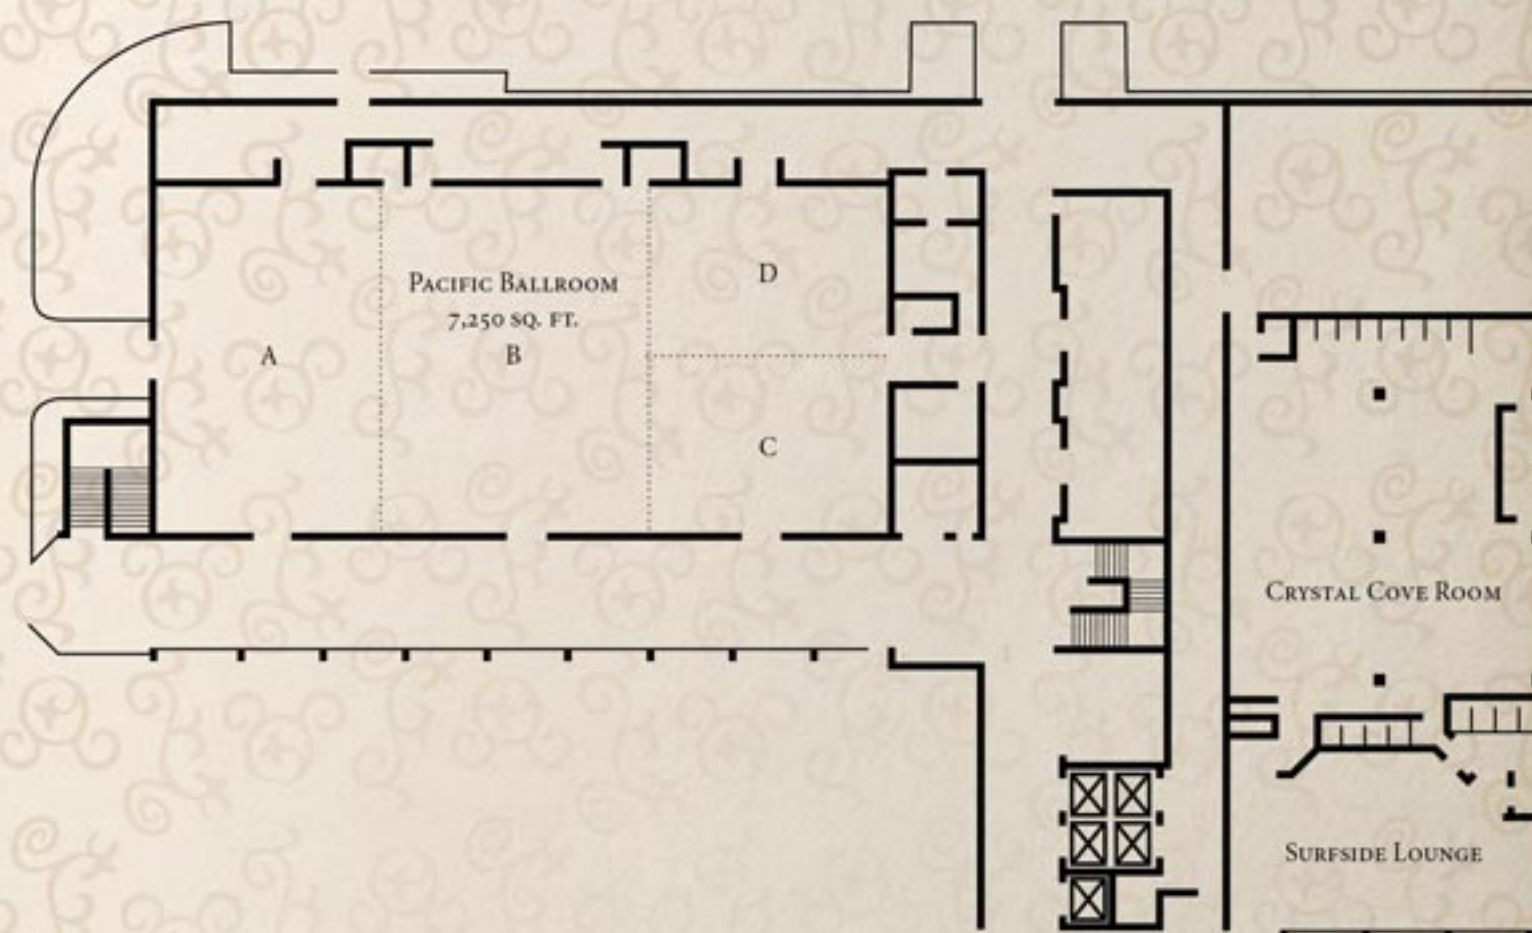 Pacific Ballroom
7,250 sq. ft.
A
B
D
C
Crystal Cove Room
Surfside Lounge